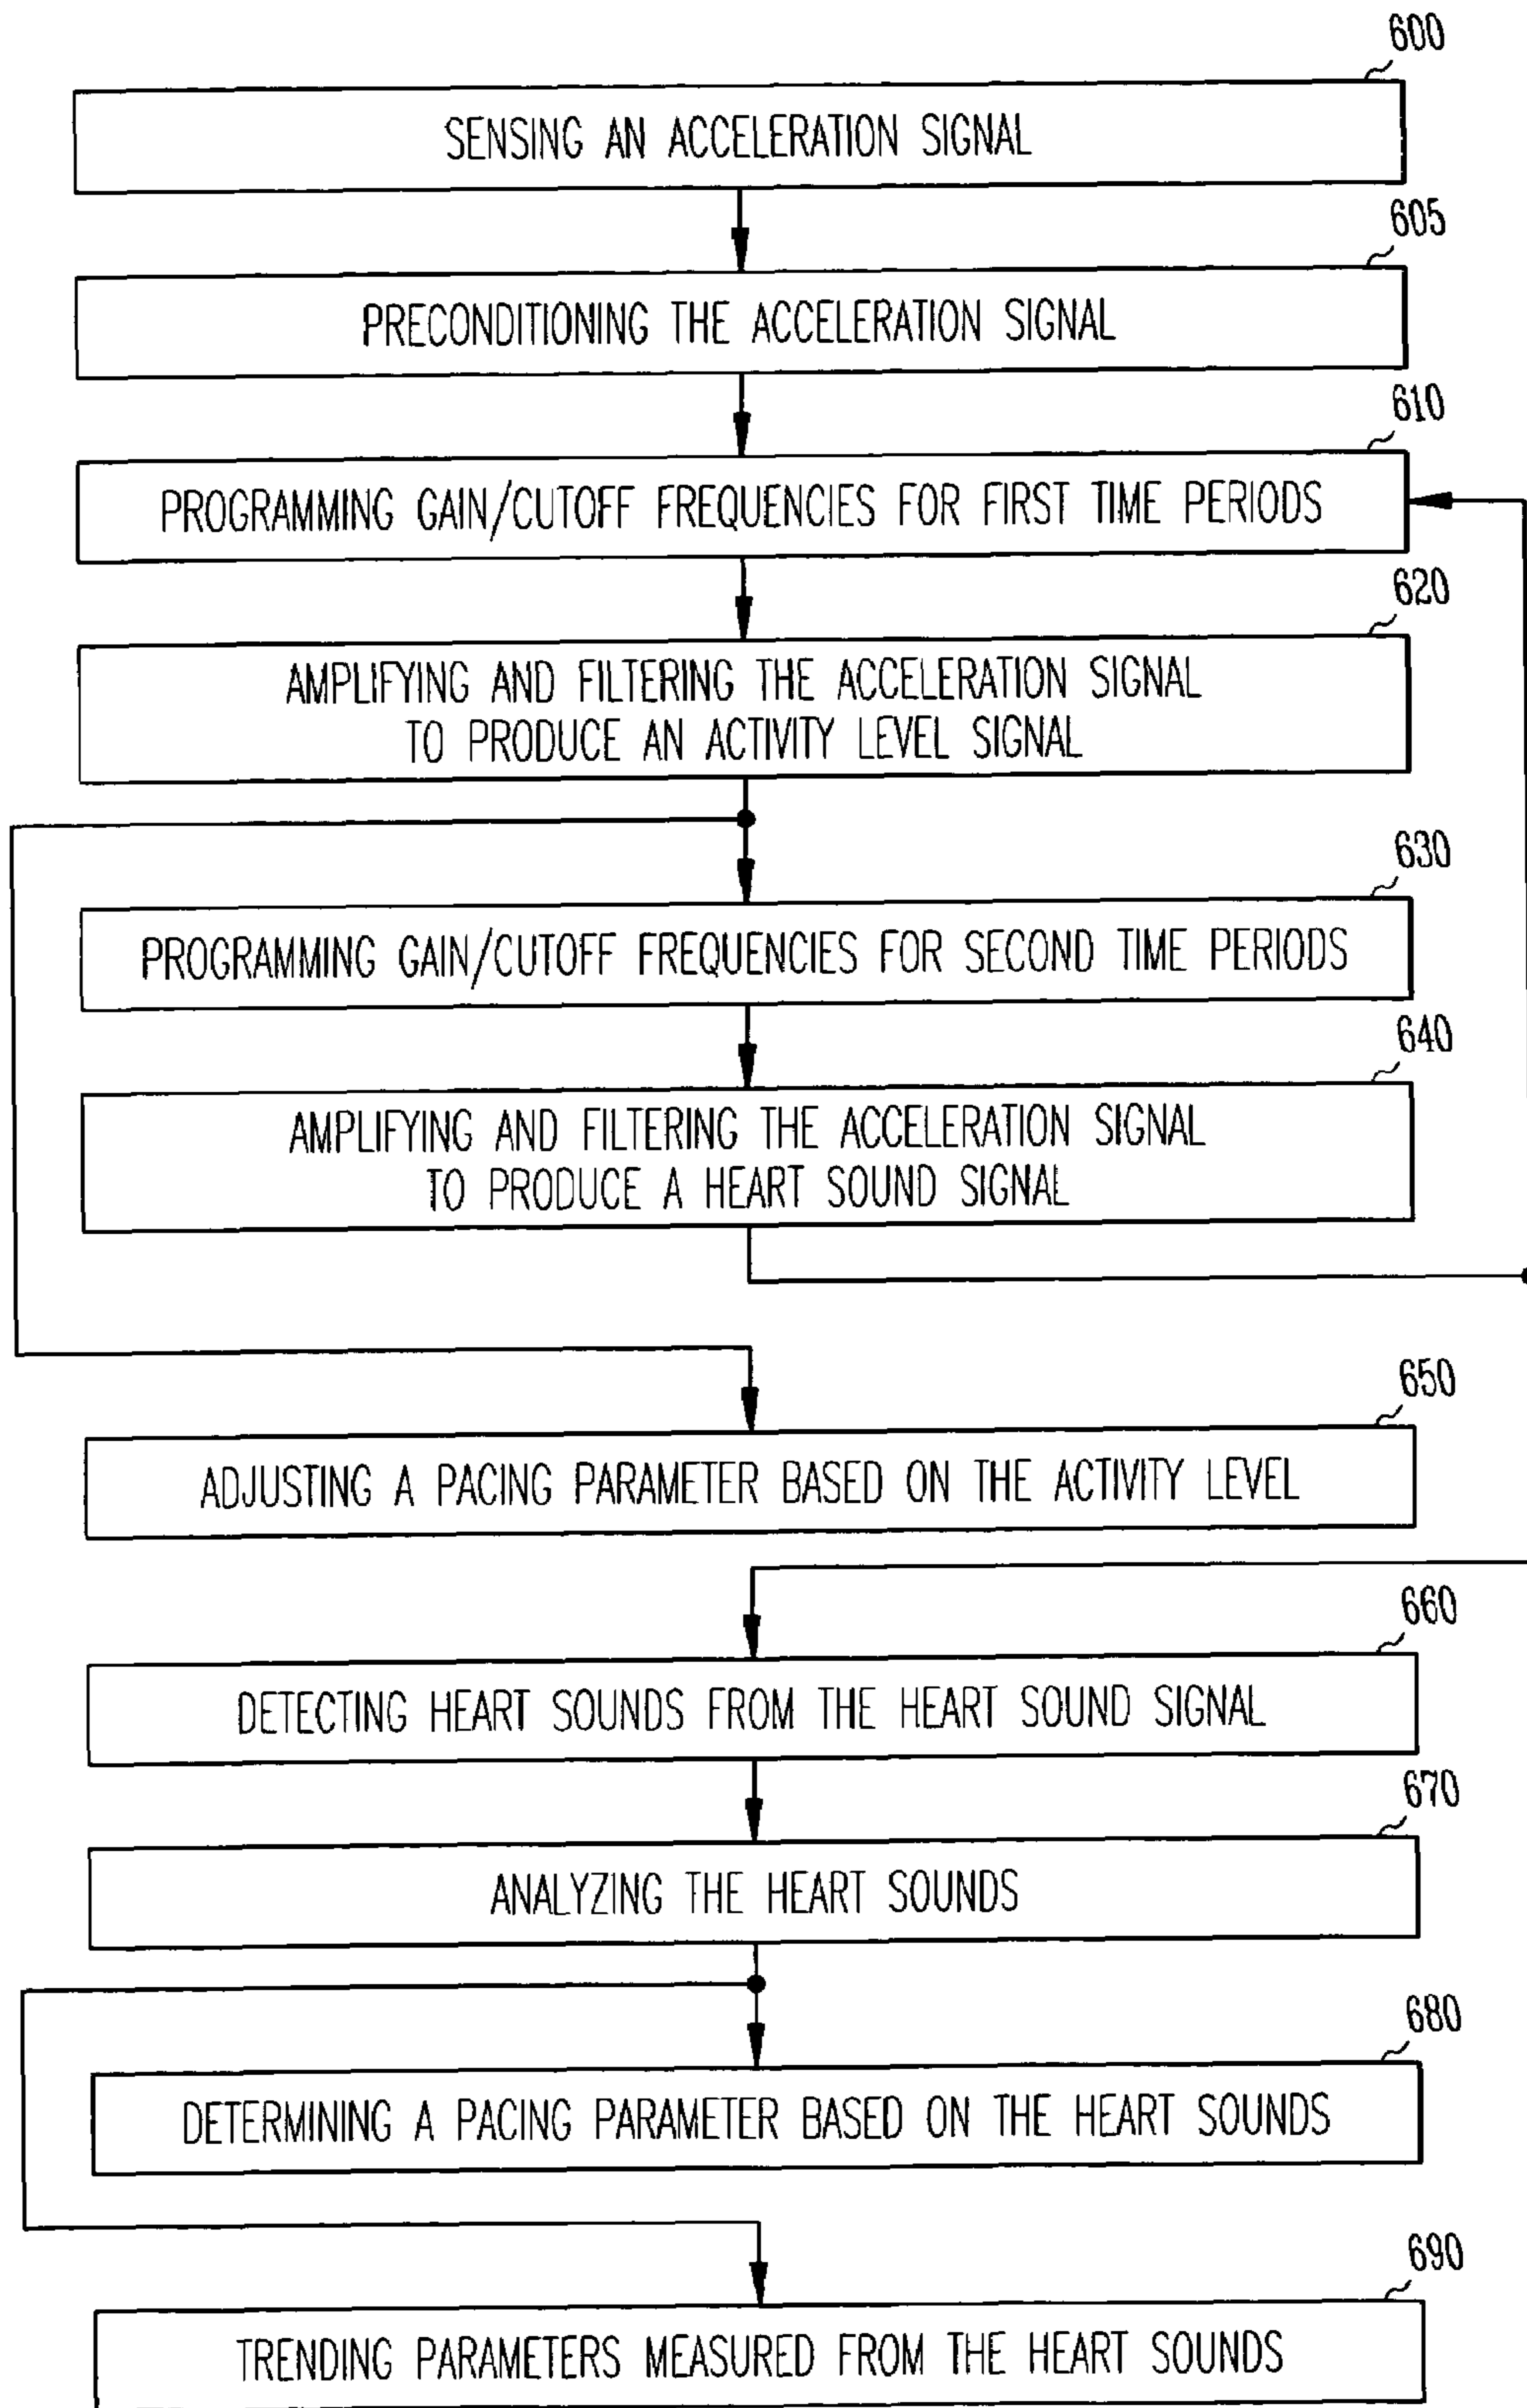 600
SENSING AN ACCELERATION SIGNAL
605
PRECONDITIONING THE ACCELERATION SIGNAL
610
PROGRAMMING GAIN/CUTOFF FREQUENCIES FOR FIRST TIME PERIODS
620
AMPLIFYING AND FILTERING THE ACCELERATION SIGNAL
TO PRODUCE AN ACTIVITY LEVEL SIGNAL
630
PROGRAMMING GAIN/CUTOFF FREQUENCIES FOR SECOND TIME PERIODS
640
AMPLIFYING AND FILTERING THE ACCELERATION SIGNAL
TO PRODUCE A HEART SOUND SIGNAL
650
ADJUSTING A PACING PARAMETER BASED ON THE ACTIVITY LEVEL
660
DETECTING HEART SOUNDS FROM THE HEART SOUND SIGNAL
670
ANALYZING THE HEART SOUNDS
680
DETERMINING A PACING PARAMETER BASED ON THE HEART SOUNDS
690
TRENDING PARAMETERS MEASURED FROM THE HEART SOUNDS